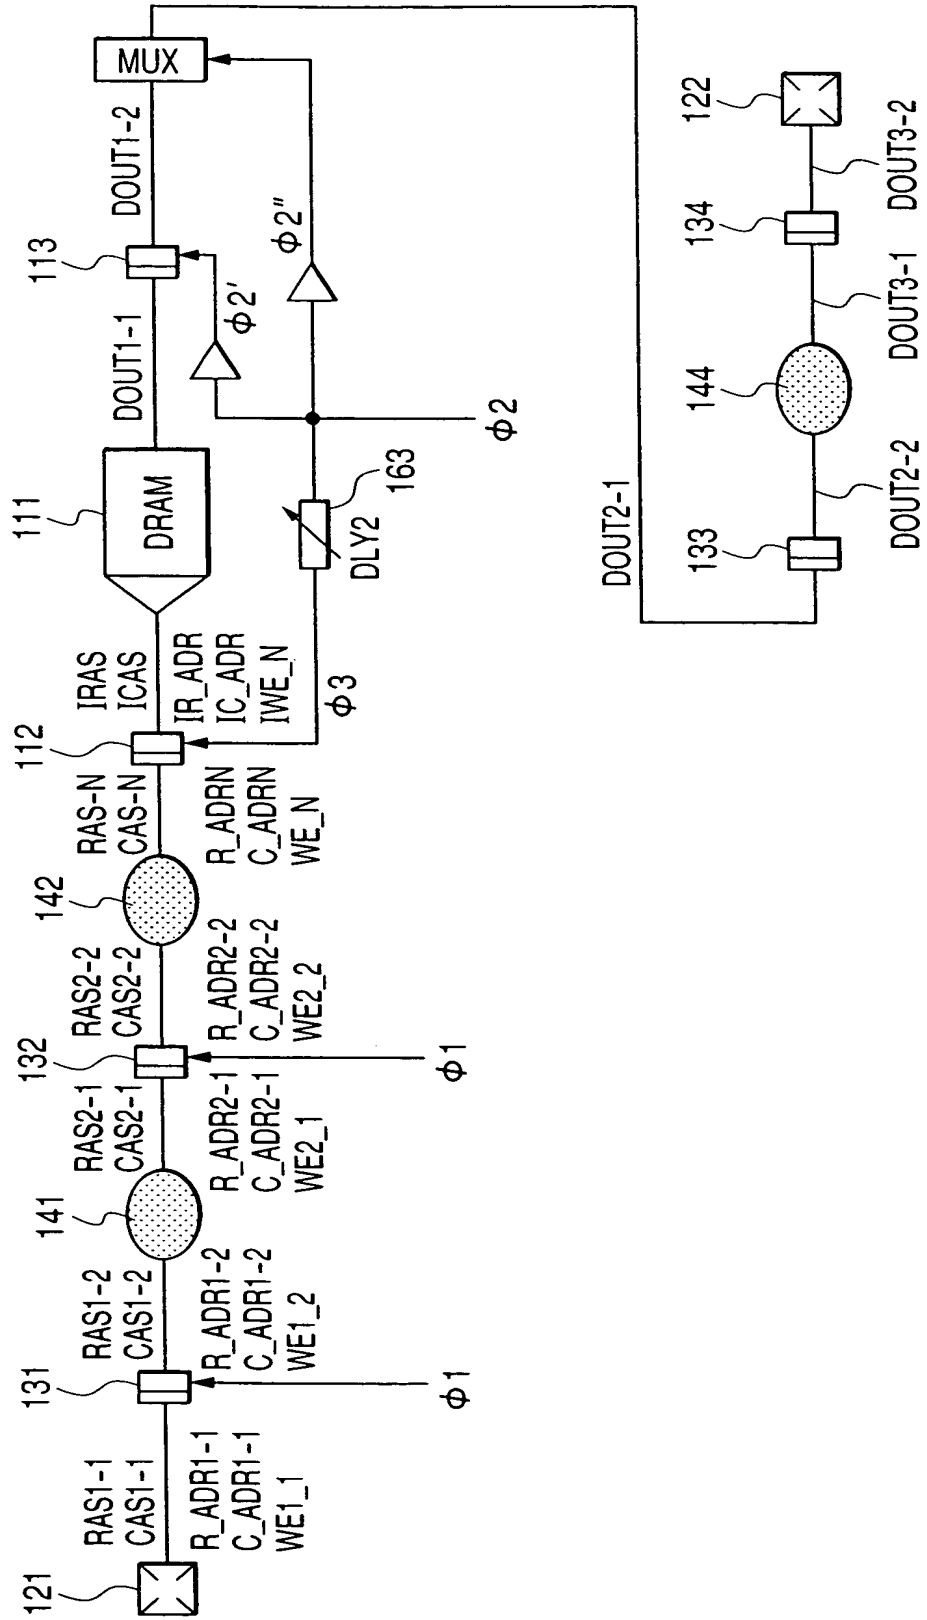 121
RAS1-1
CAS1-1
R_ADR1-1
C_ADR1-1
WE1_1
131
φ1
RAS1-2
CAS1-2
R_ADR1-2
C_ADR1-2
WE1_2
141
RAS2-1
CAS2-1
R_ADR2-1
C_ADR2-1
WE2_1
132
φ1
RAS2-2
CAS2-2
R_ADR2-2
C_ADR2-2
WE2_2
142
RAS-N
CAS-N
R_ADRN
C_ADRN
WE_N
112
φ3
IRAS
ICAS
IR_ADR
IC_ADR
IWE_N
111
DRAM
DLY2
163
φ2
DOUT1-1
113
φ2'
φ2"
DOUT1-2
MUX
DOUT2-1
133
DOUT2-2
144
DOUT3-1
134
DOUT3-2
122